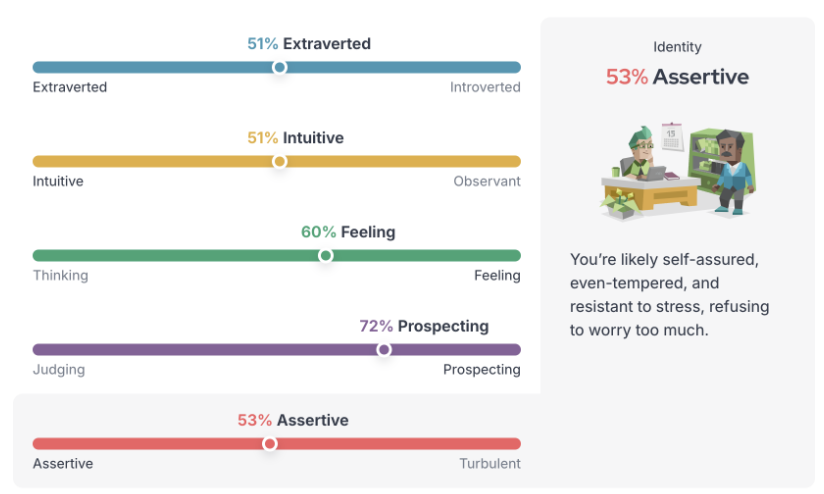 51% Extraverted
Extraverted
Introverted
51% Intuitive
Intuitive
Observant
60% Feeling
Thinking
Feeling
72% Prospecting
Judging
Prospecting
53% Assertive
Assertive
Turbulent
Identity
53% Assertive
15
You’re likely self-assured,
even-tempered, and
resistant to stress, refusing
to worry too much.